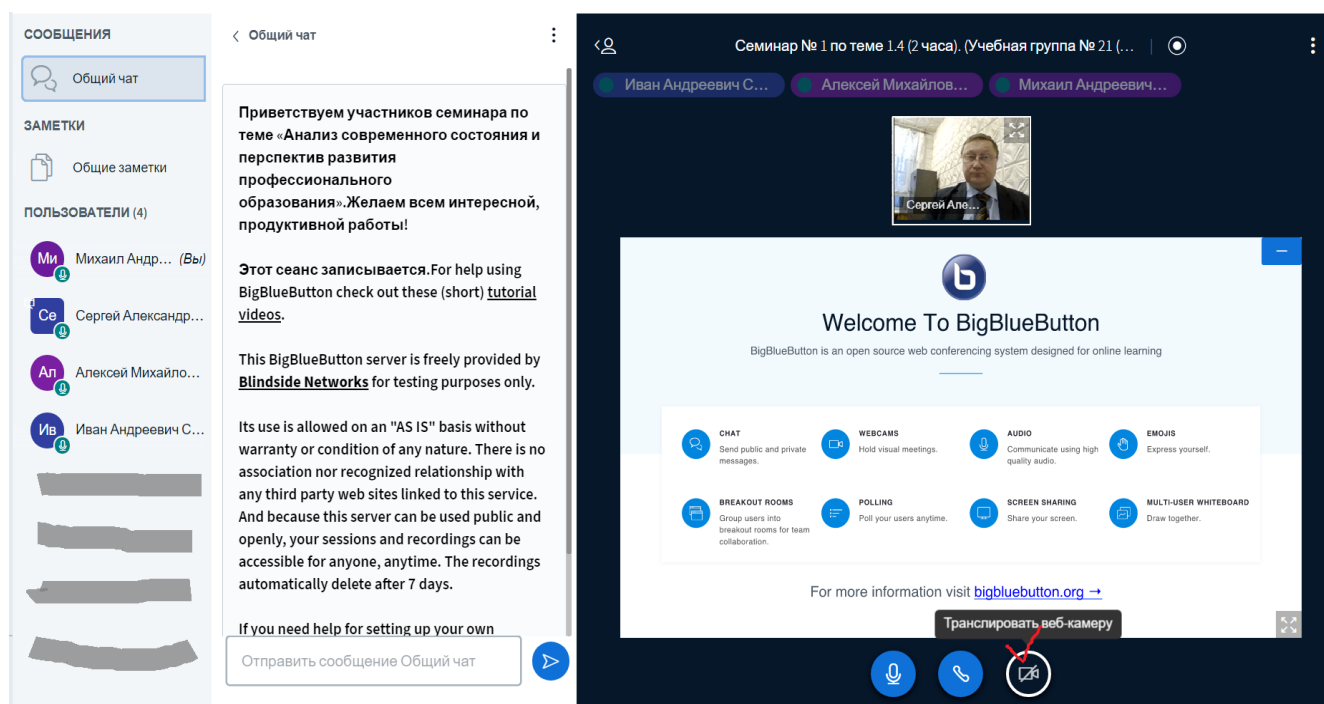 СООБЩЕНИЯ
Общий чат
ЗАМЕТКИ
Общие заметки
ПОЛЬЗОВАТЕЛИ (4)
Ми
Михаил Андр... (Вы)
Се
Сергей Александр...
Ал
Алексей Михайло...
Ив
Иван Андреевич С...
Общий чат
Приветствуем участников семинара по
теме «Анализ современного состояния и
перспектив развития
профессионального
образования».Желаем всем интересной,
продуктивной работы!
Этот сеанс записывается.For help using
BigBlueButton check out these (short) tutorial
videos.
This BigBlueButton server is freely provided by
Blindside Networks for testing purposes only.
Its use is allowed on an "AS IS" basis without
warranty or condition of any nature. There is no
association nor recognized relationship with
any third party web sites linked to this service.
And because this server can be used public and
openly, your sessions and recordings can be
accessible for anyone, anytime. The recordings
automatically delete after 7 days.
If you need help for setting up your own
Отправить сообщение Общий чат
Семинар № 1 по теме 1.4 (2 часа). (Учебная группа № 21 (...
Иван Андреевич С...
Алексей Михайлов...
Михаил Андреевич...
Сергей Але...
b
Welcome To BigBlueButton
BigBlueButton is an open source web conferencing system designed for online learning
CHAT
Send public and private
messages.
WEBCAMS
Hold visual meetings.
AUDIO
Communicate using high
quality audio.
EMOJIS
Express yourself.
BREAKOUT ROOMS
Group users into
breakout rooms for team
collaboration.
POLLING
Poll your users anytime.
SCREEN SHARING
Share your screen.
MULTI-USER WHITEBOARD
Draw together.
For more information visit bigbluebutton.org →
Транслировать веб-камеру